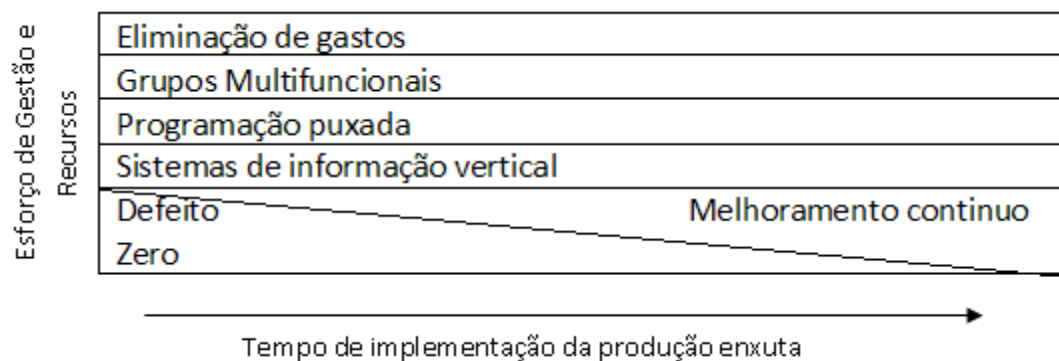 Esforço de Gestão e
Recursos
Eliminação de gastos
Grupos Multifuncionais
Programação puxada
Sistemas de informação vertical
Defeito
Melhoramento continuo
Zero
Tempo de implementação da produção enxuta